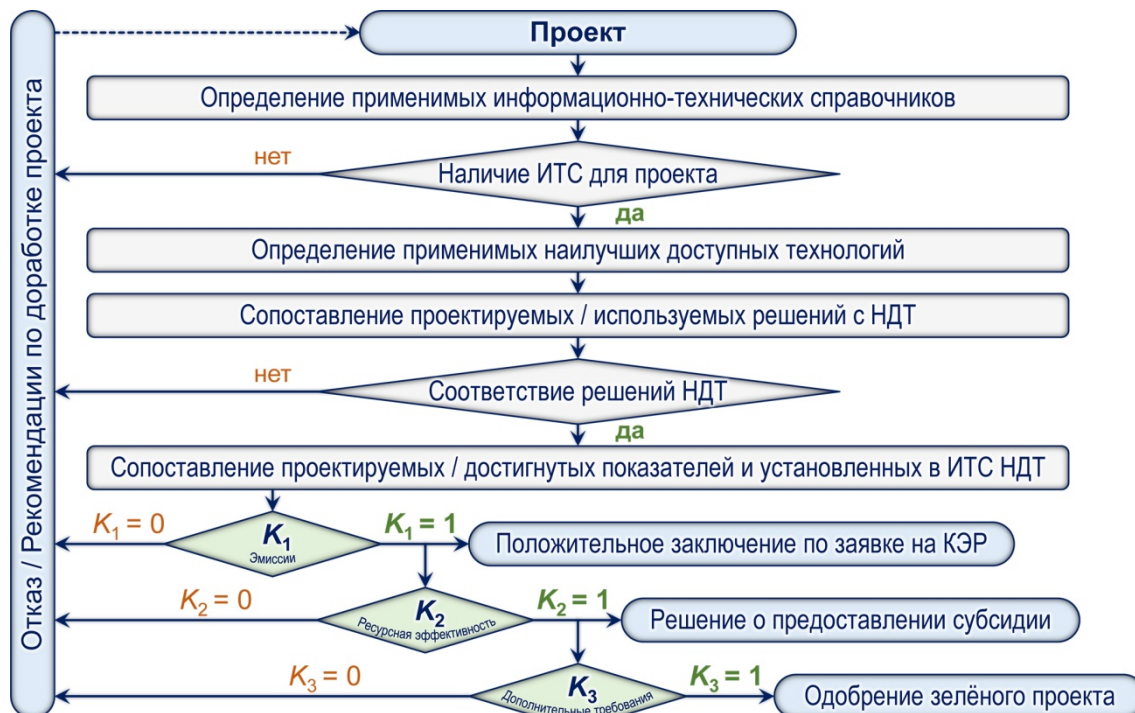 Отказ / Рекомендации по доработке проекта
Проект
Определение применимых информационно-технических справочников
нет
Наличие ИТС для проекта
да
Определение применимых наилучших доступных технологий
Сопоставление проектируемых / используемых решений с НДТ
нет
Соответствие решений НДТ
да
Сопоставление проектируемых / достигнутых показателей и установленных в ИТС НДТ
K₁ = 0
K₁
Эмиссии
K₁ = 1
Положительное заключение по заявке на КЭР
K₂ = 0
K₂
Ресурсная эффективность
K₂ = 1
Решение о предоставлении субсидии
K₃ = 0
K₃
Дополнительные требования
K₃ = 1
Одобрение зелёного проекта